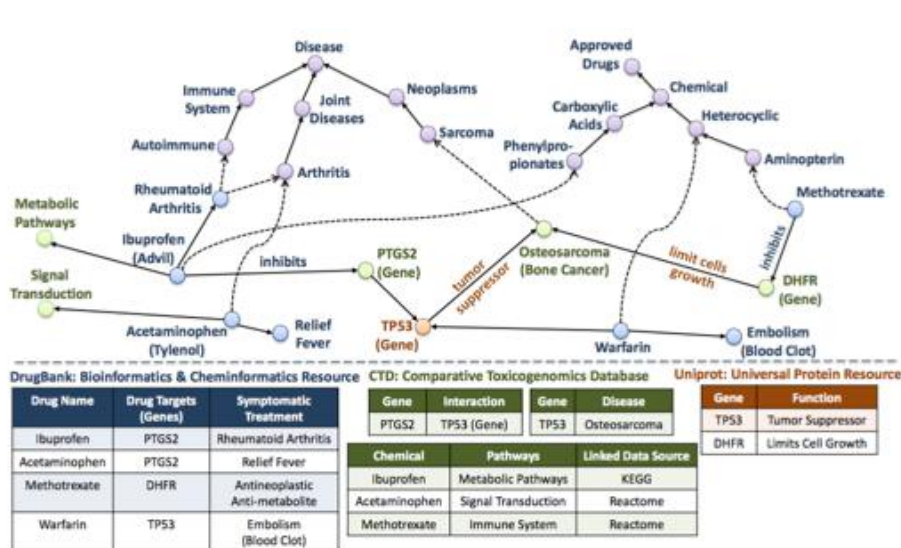 Disease
Approved
Drugs
Immune
System
Neoplasms
Chemical
Joint
Diseases
Carboxylic
Acids
Heterocyclic
Autoimmune
Sarcoma
Phenylpro-
pionates
Aminopterin
Arthritis
Rheumatoid
Arthritis
Methotrexate
Metabolic
Pathways
Ibuprofen
(Advil)
inhibits
PTGS2
(Gene)
tumor
suppressor
Osteosarcoma
(Bone Cancer)
limit cells
growth
inhibits
DHFR
(Gene)
Signal
Transduction
Acetaminophen
(Tylenol)
Relief
Fever
TP53
(Gene)
Warfarin
Embolism
(Blood Clot)
DrugBank: Bioinformatics & Cheminformatics Resource
Drug Name Drug Targets (Genes) Symptomatic Treatment
Ibuprofen PTGS2 Rheumatoid Arthritis
Acetaminophen PTGS2 Relief Fever
Methotrexate DHFR Antineoplastic Anti-metabolite
Warfarin TP53 Embolism (Blood Clot)
CTD: Comparative Toxicogenomics Database
Gene Interaction
PTGS2 TP53 (Gene)
Gene Disease
TP53 Osteosarcoma
Chemical Pathways Linked Data Source
Ibuprofen Metabolic Pathways KEGG
Acetaminophen Signal Transduction Reactome
Methotrexate Immune System Reactome
Uniprot: Universal Protein Resource
Gene Function
TP53 Tumor Suppressor
DHFR Limits Cell Growth